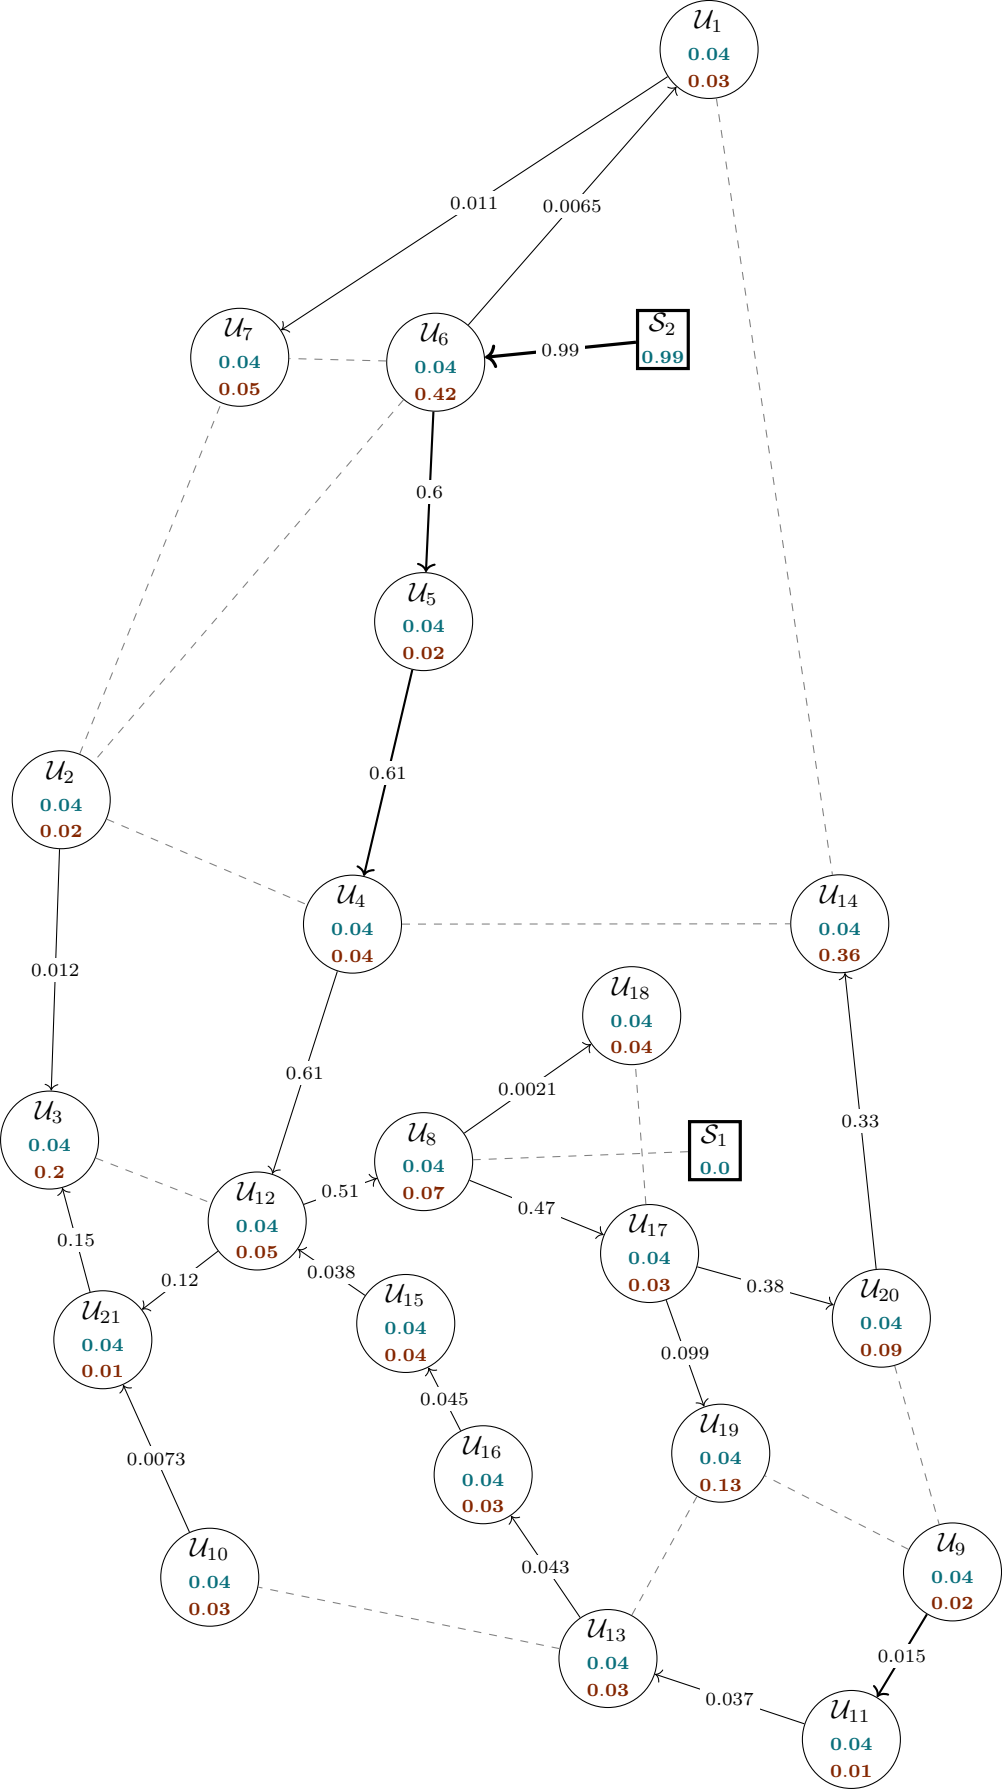 𝒰₁
0.04
0.03
0.011
0.0065
𝒰₇
0.04
0.05
𝒰₆
0.04
0.42
0.99
𝒮₂
0.99
0.6
𝒰₅
0.04
0.02
0.61
𝒰₂
0.04
0.02
𝒰₄
0.04
0.04
𝒰₁₄
0.04
0.36
0.012
𝒰₁₈
0.04
0.04
0.61
0.0021
0.33
𝒰₃
0.04
0.2
𝒰₈
0.04
0.07
𝒮₁
0.0
𝒰₁₂
0.04
0.05
0.51
0.47
𝒰₁₇
0.04
0.03
0.15
0.12
0.038
0.38
𝒰₂₁
0.04
0.01
𝒰₁₅
0.04
0.04
𝒰₂₀
0.04
0.09
0.099
0.045
𝒰₁₉
0.04
0.13
0.0073
𝒰₁₆
0.04
0.03
𝒰₁₀
0.04
0.03
0.043
𝒰₉
0.04
0.02
𝒰₁₃
0.04
0.03
0.015
0.037
𝒰₁₁
0.04
0.01